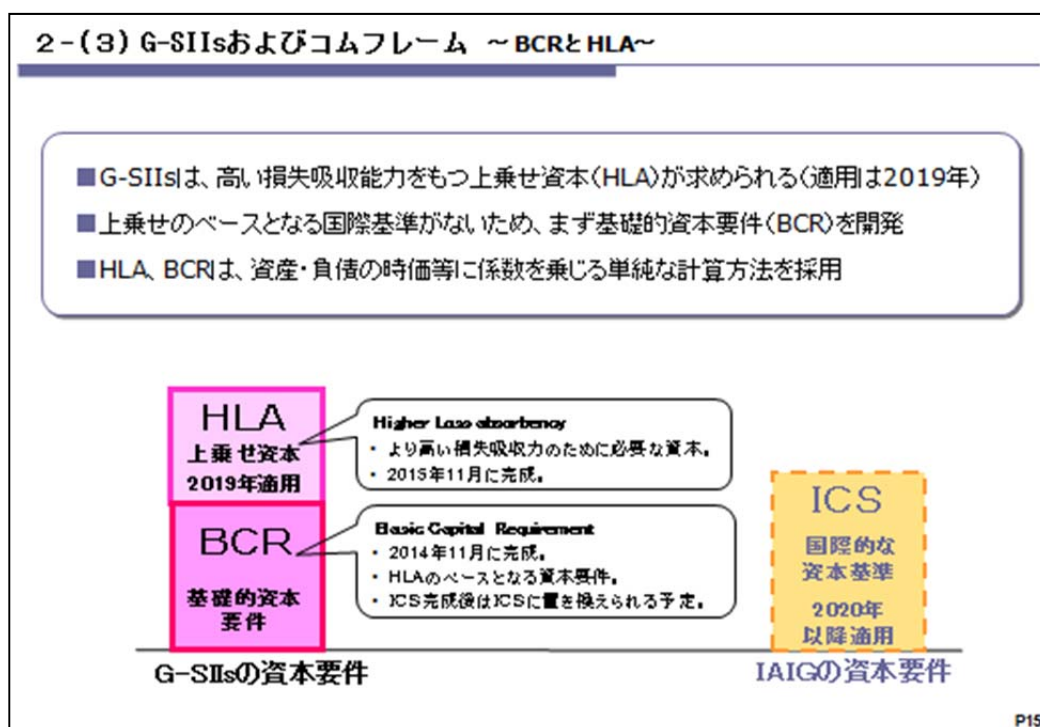 2-(3) G-SIIsおよびコムフレーム ～BCRとHLA～
■G-SIIsは、高い損失吸収能力をもつ上乗せ資本(HLA)が求められる(適用は2019年)
■上乗せのベースとなる国際基準がないため、まず基礎的資本要件(BCR)を開発
■HLA、BCRは、資産・負債の時価等に係数を乗じる単純な計算方法を採用
HLA
上乗せ資本
2019年適用
Higher Loss absorbency
・ より高い損失吸収力のために必要な資本。
・ 2015年11月に完成。
BCR
基礎的資本
要件
Basic Capital Requirement
・ 2014年11月に完成。
・ HLAのベースとなる資本要件。
・ ICS完成後はICSに置き換えられる予定。
ICS
国際的な
資本基準
2020年
以降適用
G-SIIsの資本要件
IAIGの資本要件
P15